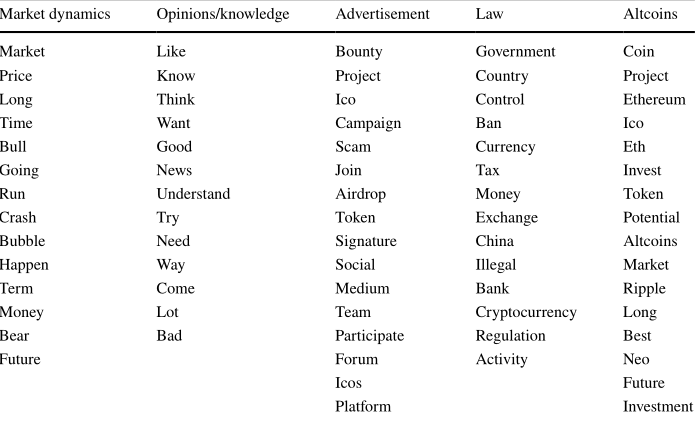 Market dynamics Opinions/knowledge Advertisement Law Altcoins
Market Like Bounty Government Coin
Price Know Project Country Project
Long Think Ico Control Ethereum
Time Want Campaign Ban Ico
Bull Good Scam Currency Eth
Going News Join Tax Invest
Run Understand Airdrop Money Token
Crash Try Token Exchange Potential
Bubble Need Signature China Altcoins
Happen Way Social Illegal Market
Term Come Medium Bank Ripple
Money Lot Team Cryptocurrency Long
Bear Bad Participate Regulation Best
Future Forum Activity Neo
Icos Future
Platform Investment